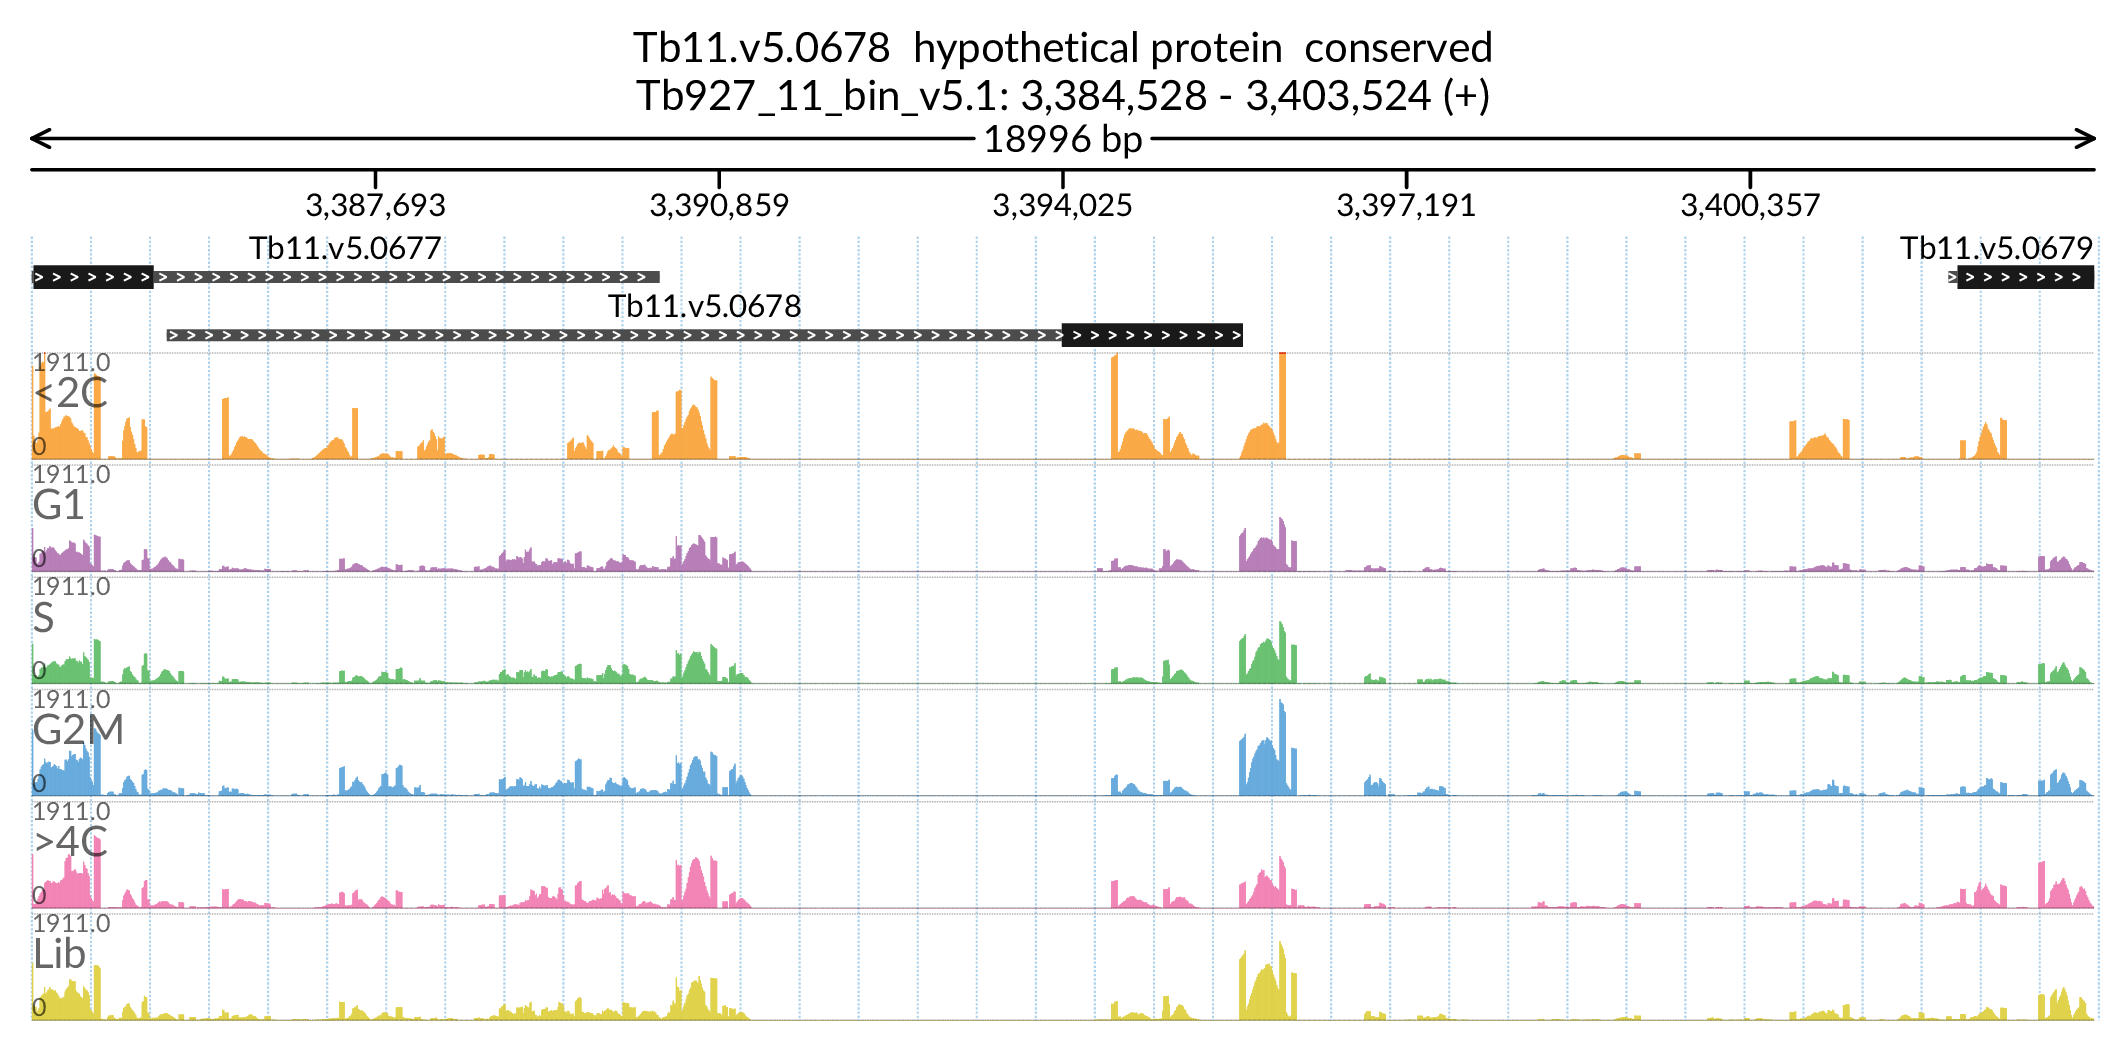 Tb11.v5.0678 hypothetical protein conserved
Tb927_11_bin_v5.1: 3,384,528 - 3,403,524 (+)
18996 bp
3,387,693 3,390,859 3,394,025 3,397,191 3,400,357
Tb11.v5.0677 Tb11.v5.0679
Tb11.v5.0678
1911.0
<2C
0
1911.0
G1
0
1911.0
S
0
1911.0
G2M
0
1911.0
>4C
0
1911.0
Lib
0